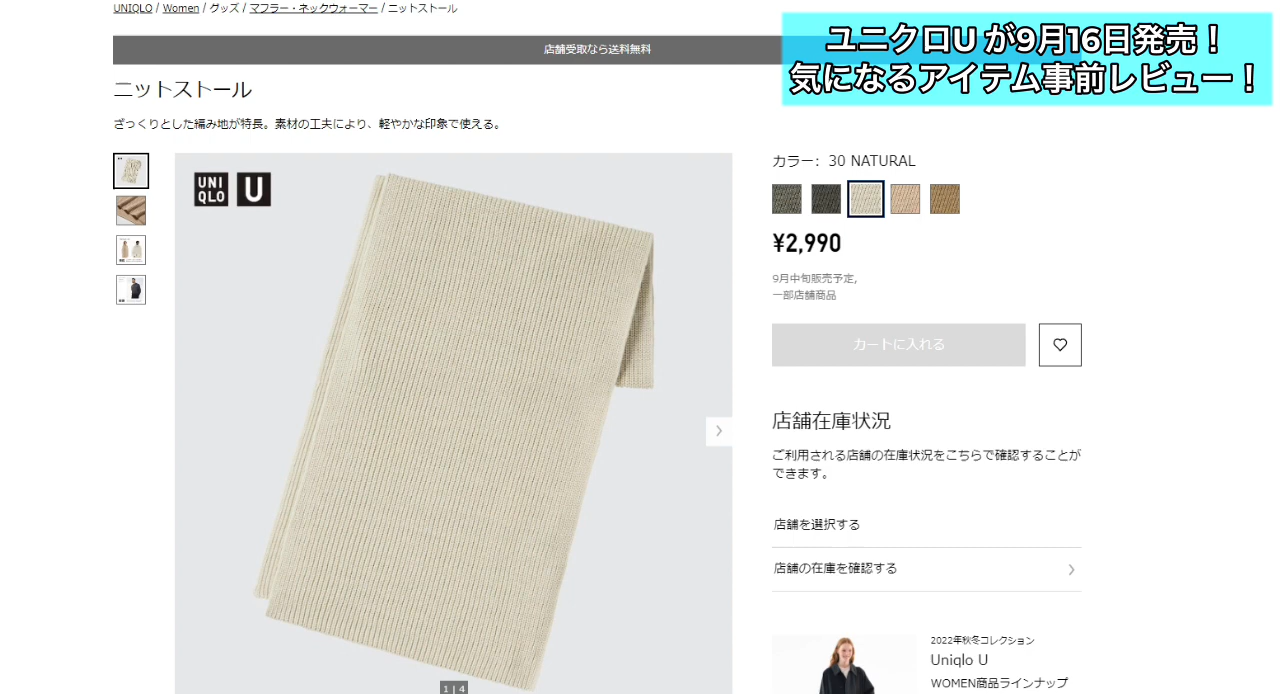 UNIQLO / Women / グッズ / マフラー・ネックウォーマー / ニットストール
ユニクロU が9月16日発売！
気になるアイテム事前レビュー！
店舗受取なら送料無料
ニットストール
ざっくりとした編み地が特長。素材の工夫により、軽やかな印象で使える。
UNI
QLO
U
カラー： 30 NATURAL
¥2,990
9月中旬販売予定,
一部店舗商品
カートに入れる
店舗在庫状況
ご利用される店舗の在庫状況をこちらで確認することが
できます。
店舗を選択する
店舗の在庫を確認する
2022年秋冬コレクション
Uniqlo U
WOMEN商品ラインナップ
1 | 4